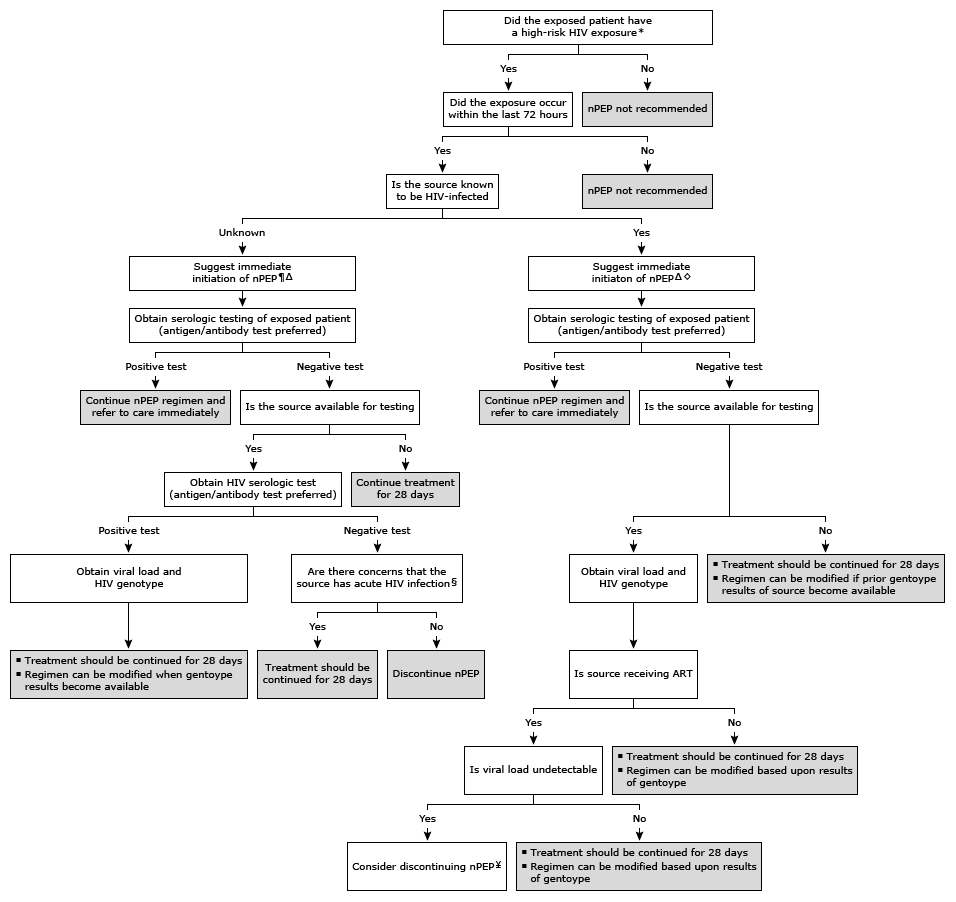 Did the exposed patient have
a high-risk HIV exposure*
Yes
No
Did the exposure occur
within the last 72 hours
nPEP not recommended
Yes
No
Is the source known
to be HIV-infected
nPEP not recommended
Unknown
Yes
Suggest immediate
initiation of nPEP¶Δ
Suggest immediate
initiaton of nPEPΔ◇
Obtain serologic testing of exposed patient
(antigen/antibody test preferred)
Obtain serologic testing of exposed patient
(antigen/antibody test preferred)
Positive test
Negative test
Positive test
Negative test
Continue nPEP regimen and
refer to care immediately
Is the source available for testing
Continue nPEP regimen and
refer to care immediately
Is the source available for testing
Yes
No
Obtain HIV serologic test
(antigen/antibody test preferred)
Continue treatment
for 28 days
Positive test
Negative test
Yes
No
Obtain viral load and
HIV genotype
Are there concerns that the
source has acute HIV infection§
Obtain viral load and
HIV genotype
▪ Treatment should be continued for 28 days
▪ Regimen can be modified if prior gentoype
results of source become available
Yes
No
▪ Treatment should be continued for 28 days
▪ Regimen can be modified when gentoype
results become available
Treatment should be
continued for 28 days
Discontinue nPEP
Is source receiving ART
Yes
No
Is viral load undetectable
▪ Treatment should be continued for 28 days
▪ Regimen can be modified based upon results
of gentoype
Yes
No
Consider discontinuing nPEP¥
▪ Treatment should be continued for 28 days
▪ Regimen can be modified based upon results
of gentoype